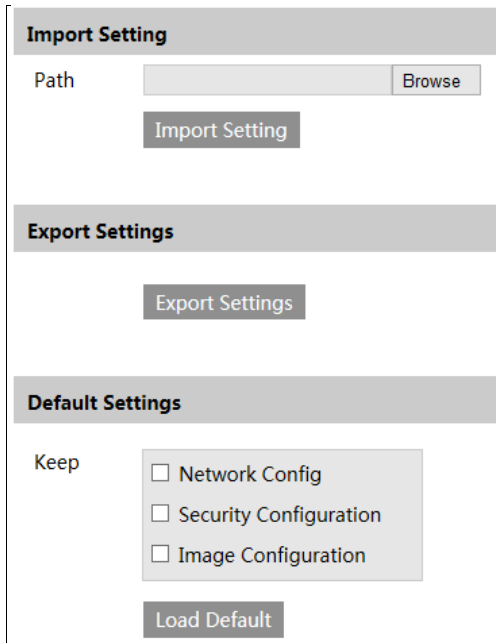 Import Setting
Path
Browse
Import Setting
Export Settings
Export Settings
Default Settings
Keep
Network Config
Security Configuration
Image Configuration
Load Default